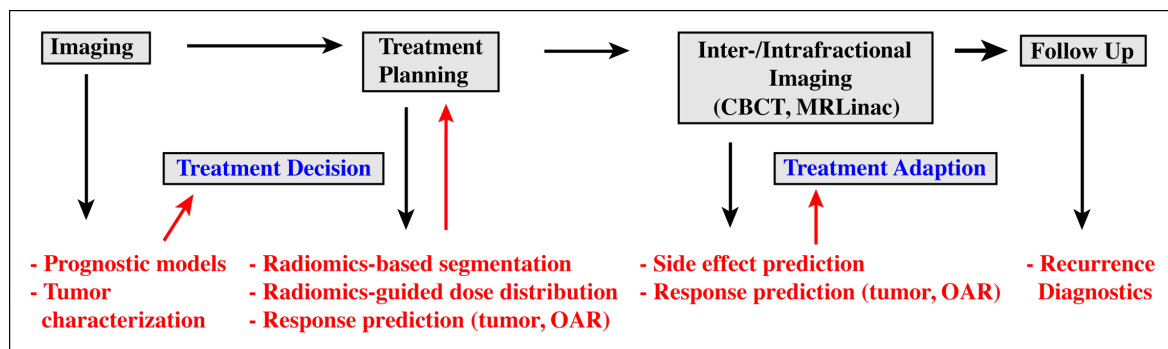 Imaging
Treatment
Planning
Inter-/Intrafractional
Imaging
(CBCT, MRLinac)
Follow Up
Treatment Decision
Treatment Adaption
- Prognostic models
- Tumor
characterization
- Radiomics-based segmentation
- Radiomics-guided dose distribution
- Response prediction (tumor, OAR)
- Side effect prediction
- Response prediction (tumor, OAR)
- Recurrence
Diagnostics